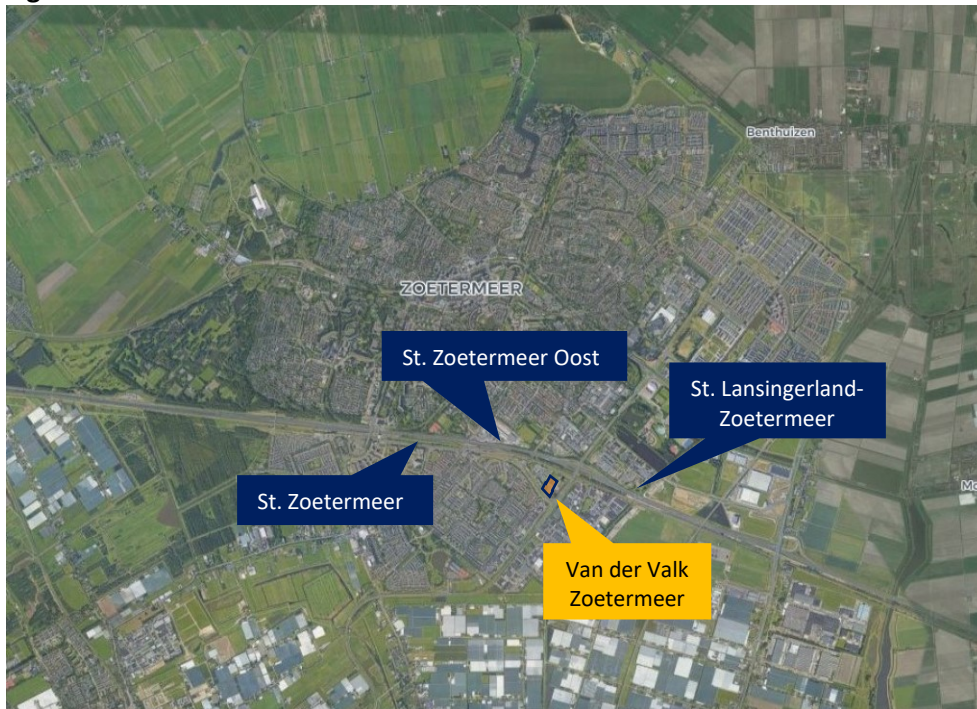 Benthuizen
ZOETERMEER
St. Zoetermeer Oost
St. Lansingerland-
Zoetermeer
St. Zoetermeer
Van der Valk
Zoetermeer